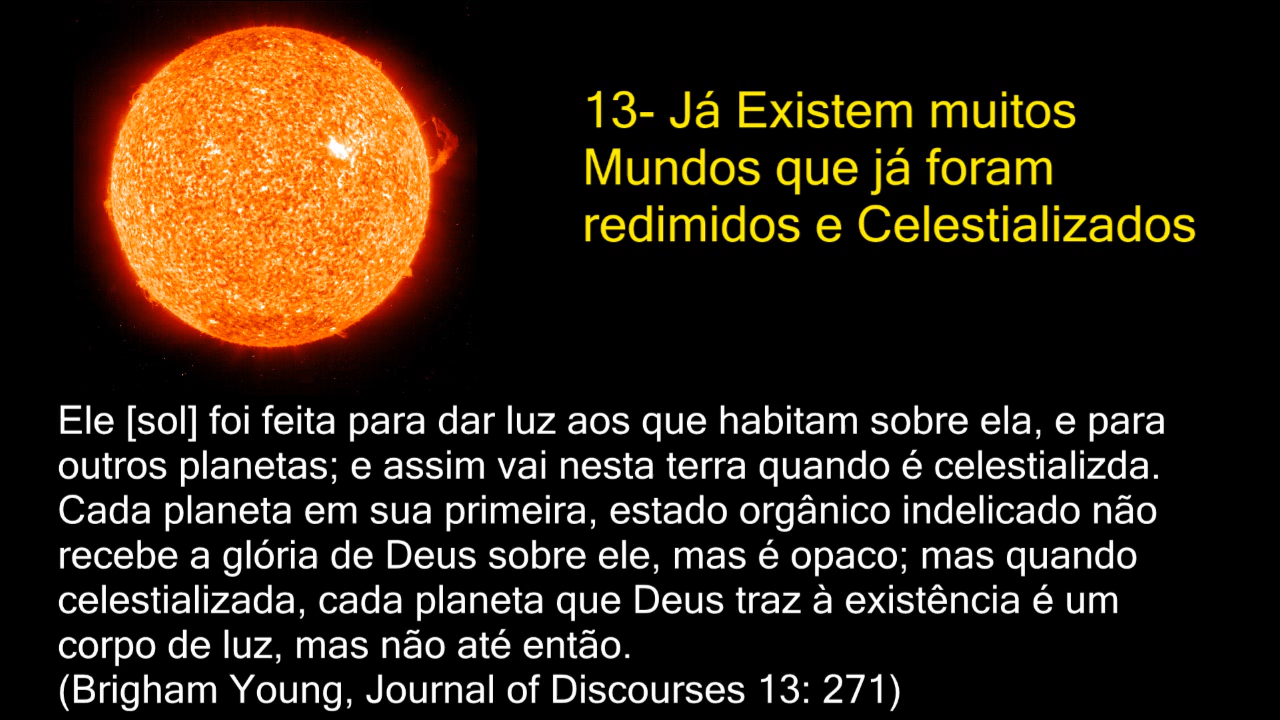 13- Já Existem muitos
Mundos que já foram
redimidos e Celestializados
Ele [sol] foi feita para dar luz aos que habitam sobre ela, e para
outros planetas; e assim vai nesta terra quando é celestializda.
Cada planeta em sua primeira, estado orgânico indelicado não
recebe a glória de Deus sobre ele, mas é opaco; mas quando
celestializada, cada planeta que Deus traz à existência é um
corpo de luz, mas não até então.
(Brigham Young, Journal of Discourses 13: 271)